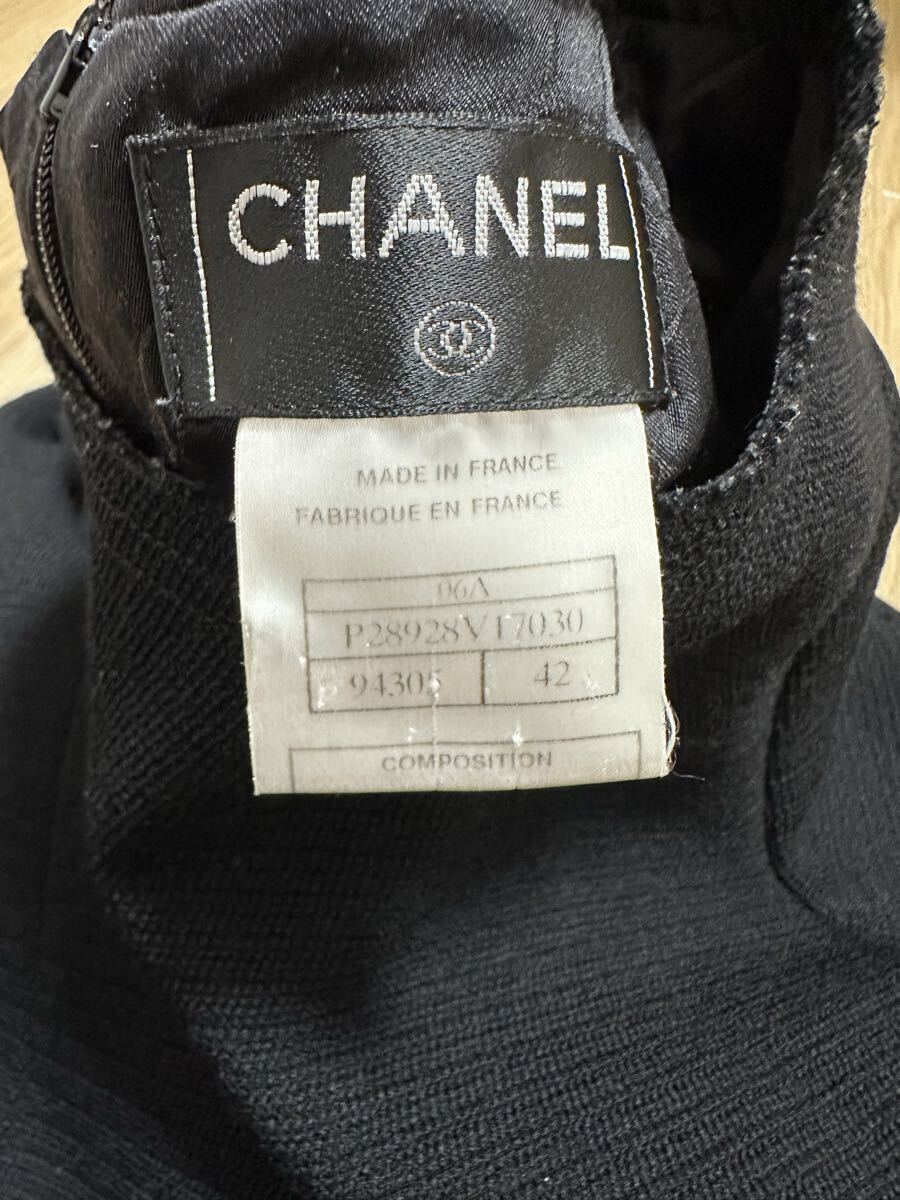 CHANEL
MADE IN FRANCE
FABRIQUE EN FRANCE
06A
P28928V17030
94305
42
COMPOSITION